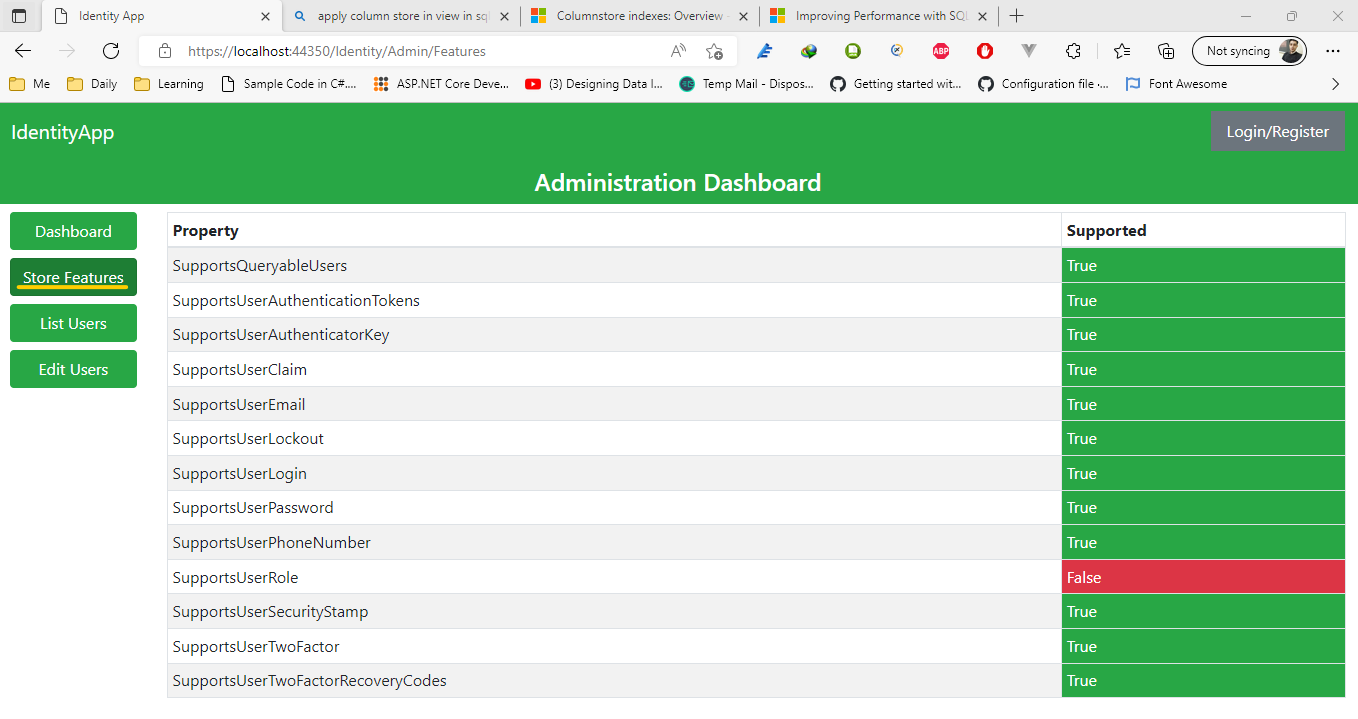 Identity App
apply column store in view in sq
Columnstore indexes: Overview -
Improving Performance with SQL
https://localhost:44350/Identity/Admin/Features
A
ABP
Not syncing
Me
Daily
Learning
Sample Code in C#....
ASP.NET Core Deve...
(3) Designing Data I...
Temp Mail - Dispos...
Getting started wit...
Configuration file ·...
Font Awesome
IdentityApp
Login/Register
Administration Dashboard
Dashboard
Store Features
List Users
Edit Users
Property Supported
SupportsQueryableUsers True
SupportsUserAuthenticationTokens True
SupportsUserAuthenticatorKey True
SupportsUserClaim True
SupportsUserEmail True
SupportsUserLockout True
SupportsUserLogin True
SupportsUserPassword True
SupportsUserPhoneNumber True
SupportsUserRole False
SupportsUserSecurityStamp True
SupportsUserTwoFactor True
SupportsUserTwoFactorRecoveryCodes True